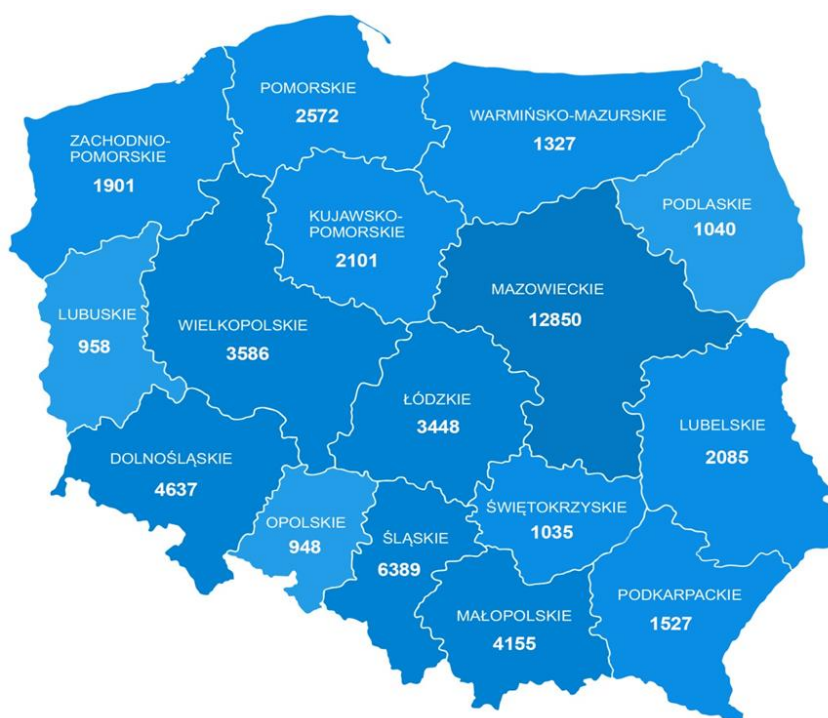 POMORSKIE
2572
WARMIŃSKO-MAZURSKIE
1327
ZACHODNIO-
POMORSKIE
1901
KUJAWSKO-
POMORSKIE
2101
PODLASKIE
1040
MAZOWIECKIE
12850
LUBUSKIE
958
WIELKOPOLSKIE
3586
ŁÓDZKIE
3448
LUBELSKIE
2085
DOLNOŚLĄSKIE
4637
OPOLSKIE
948
ŚLĄSKIE
6389
ŚWIĘTOKRZYSKIE
1035
MAŁOPOLSKIE
4155
PODKARPACKIE
1527